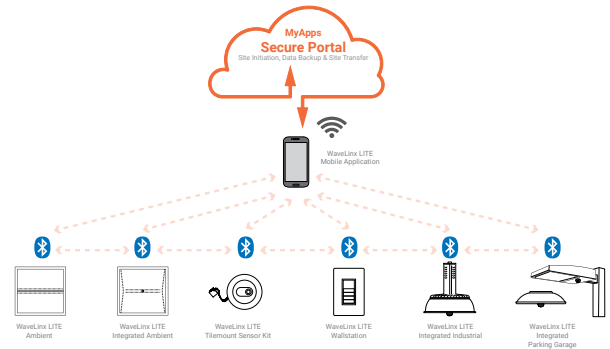 MyApps
Secure Portal
Site Initiation, Data Backup & Site Transfer
WaveLinx LITE
Mobile Application
WaveLinx LITE
Ambient
WaveLinx LITE
Integrated Ambient
WaveLinx LITE
Tilemount Sensor Kit
WaveLinx LITE
Wallstation
WaveLinx LITE
Integrated Industrial
WaveLinx LITE
Integrated
Parking Garage